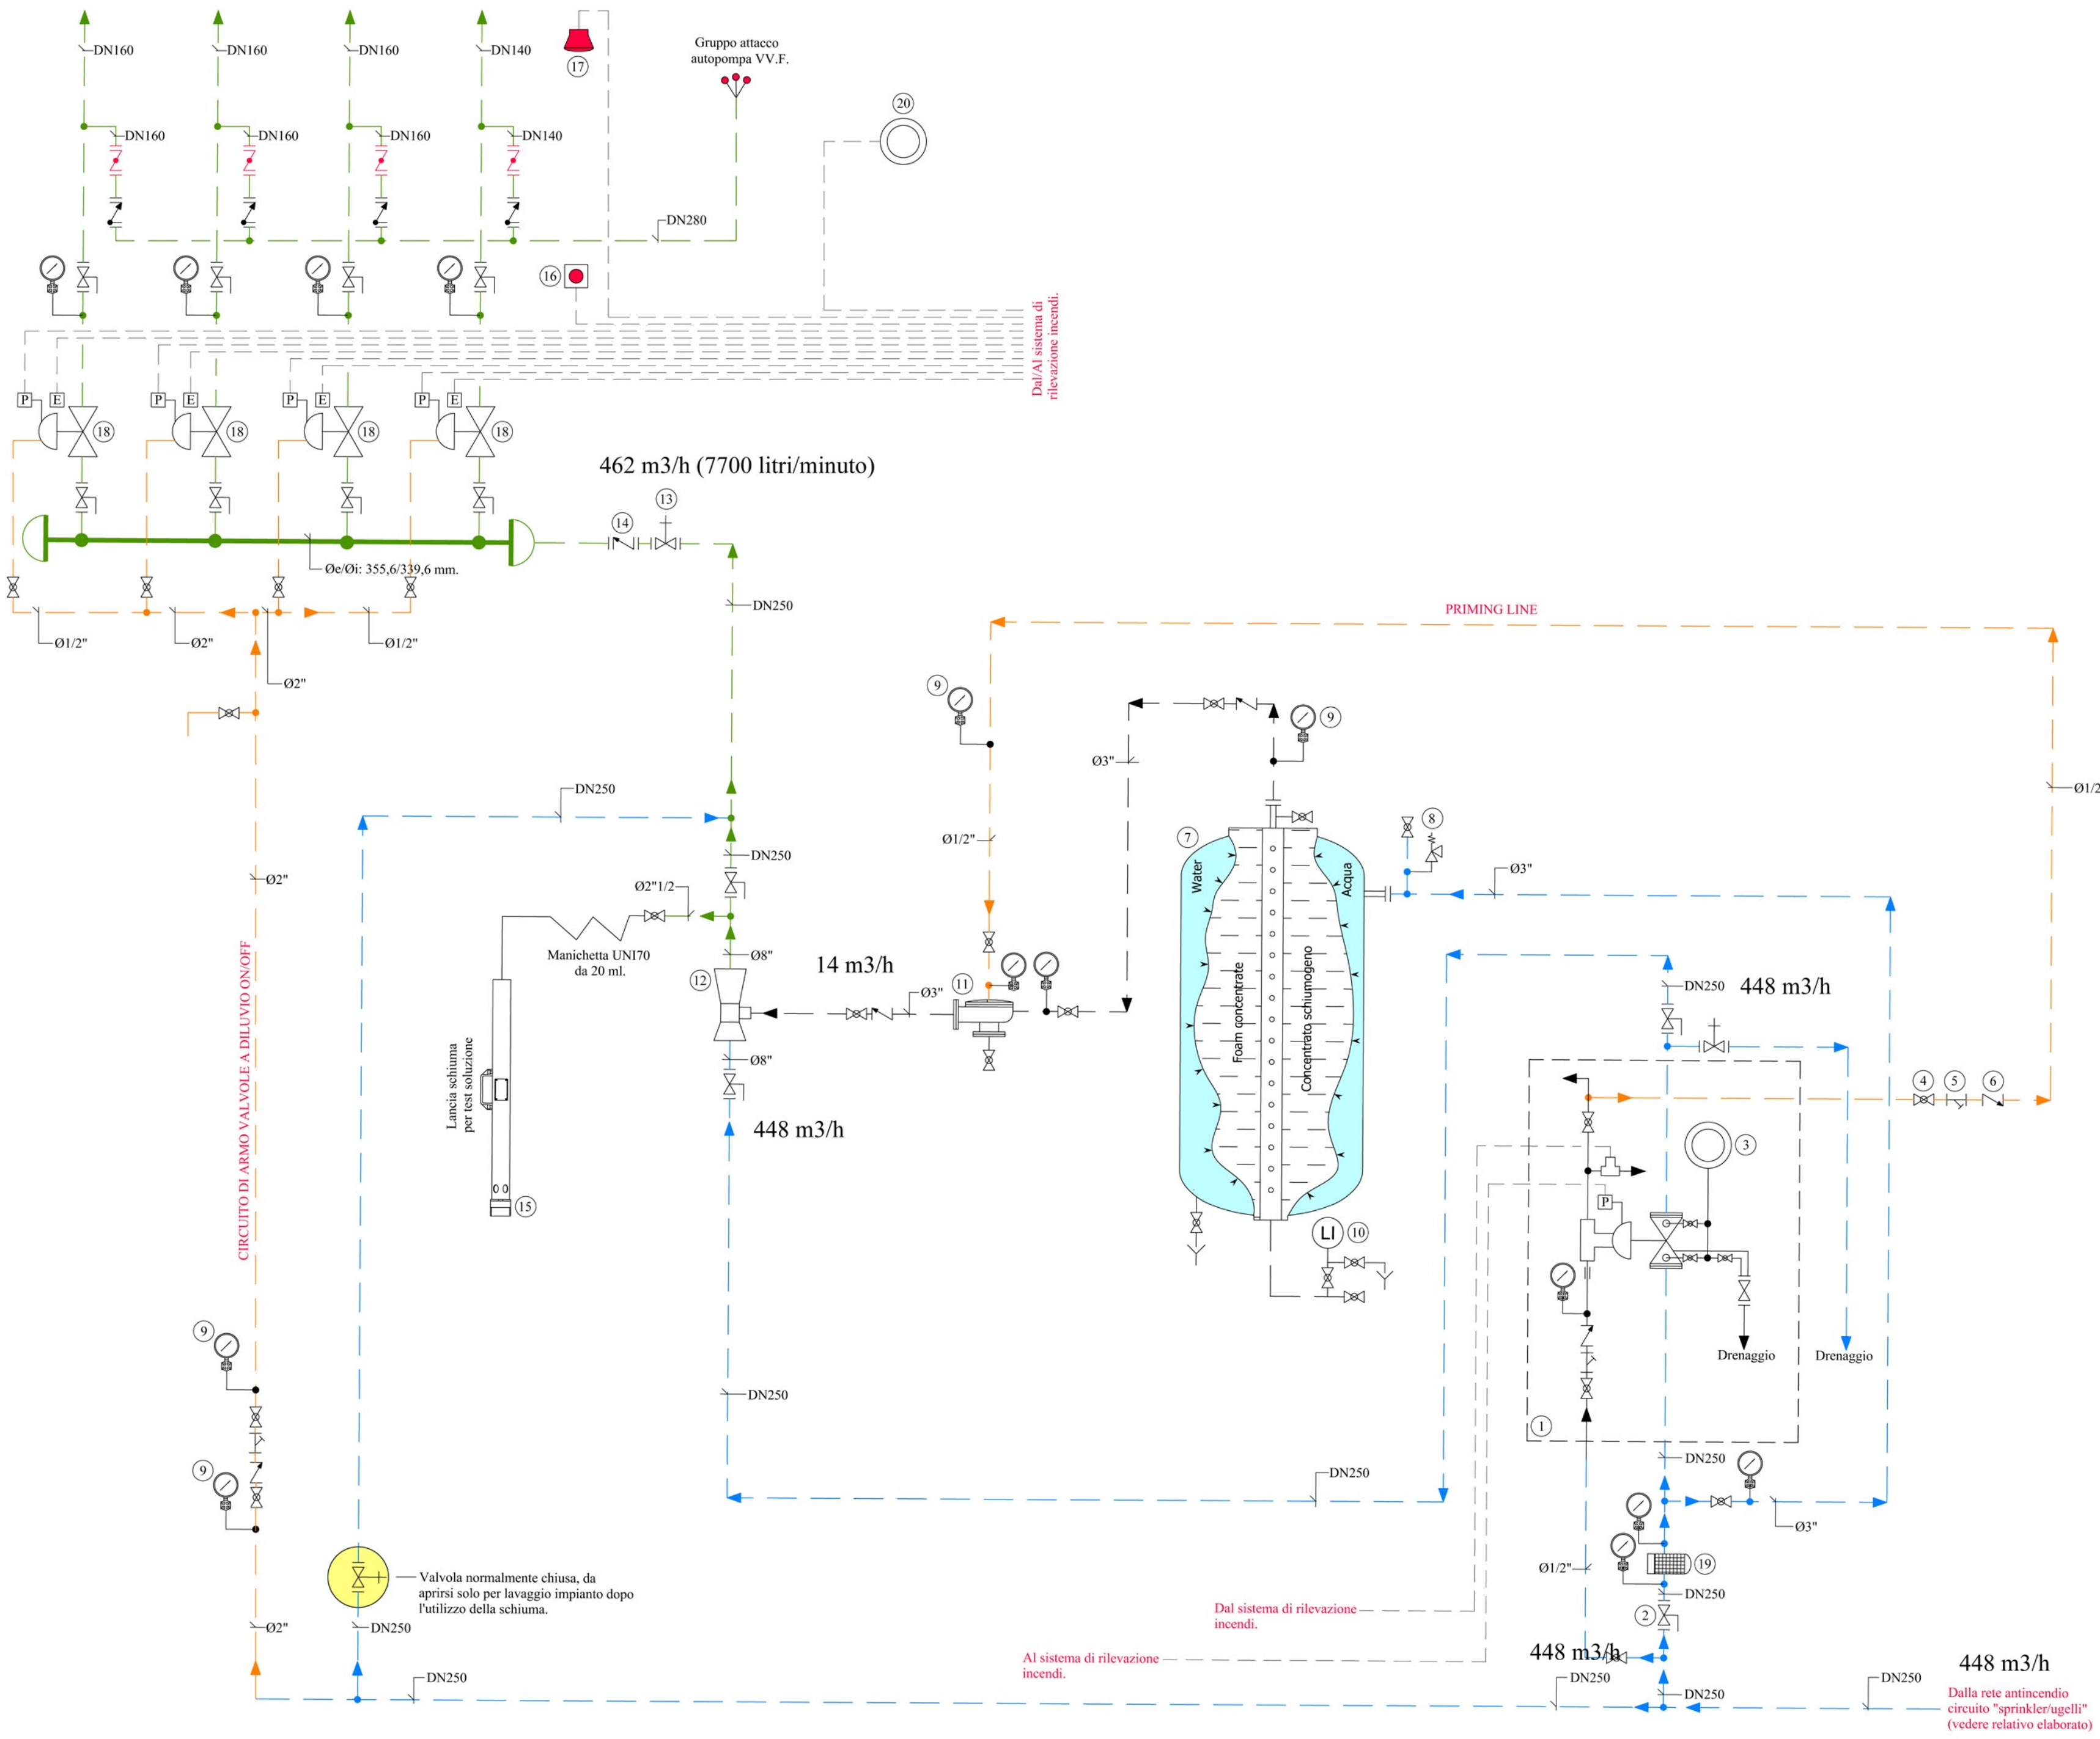 DN160
DN160
DN160
DN140
17
Gruppo attacco
autopompa VV.F.
20
DN160
DN160
DN160
DN140
DN280
16
Dal/Al sistema di
rilevazione incendi.
P
E
P
E
P
E
P
E
18
18
18
18
462 m3/h (7700 litri/minuto)
13
14
Øe/Øi: 355,6/339,6 mm.
DN250
PRIMING LINE
Ø1/2"
Ø2"
Ø1/2"
Ø2"
9
9
Ø3"
Ø1/2
DN250
Ø1/2"
7
8
DN250
Ø2"
Ø2"1/2
Water
Acqua
Ø3"
CIRCUITO DI ARMO VALVOLE A DILUVIO ON/OFF
Manichetta UNI70
da 20 ml.
Ø8"
12
14 m3/h
Ø3"
11
Foam concentrate
Concentrato schiumogeno
DN250
448 m3/h
Lancia schiuma
per test soluzione
Ø8"
448 m3/h
4
5
6
3
15
P
LI
10
Drenaggio
Drenaggio
9
DN250
1
DN250
9
DN250
Ø3"
Valvola normalmente chiusa, da
aprirsi solo per lavaggio impianto dopo
l'utilizzo della schiuma.
Ø1/2"
19
DN250
2
Dal sistema di rilevazione
incendi.
Ø2"
DN250
448 m3/h
Al sistema di rilevazione
incendi.
DN250
DN250
DN250
DN250
448 m3/h
Dalla rete antincendio
circuito "sprinkler/ugelli"
(vedere relativo elaborato)